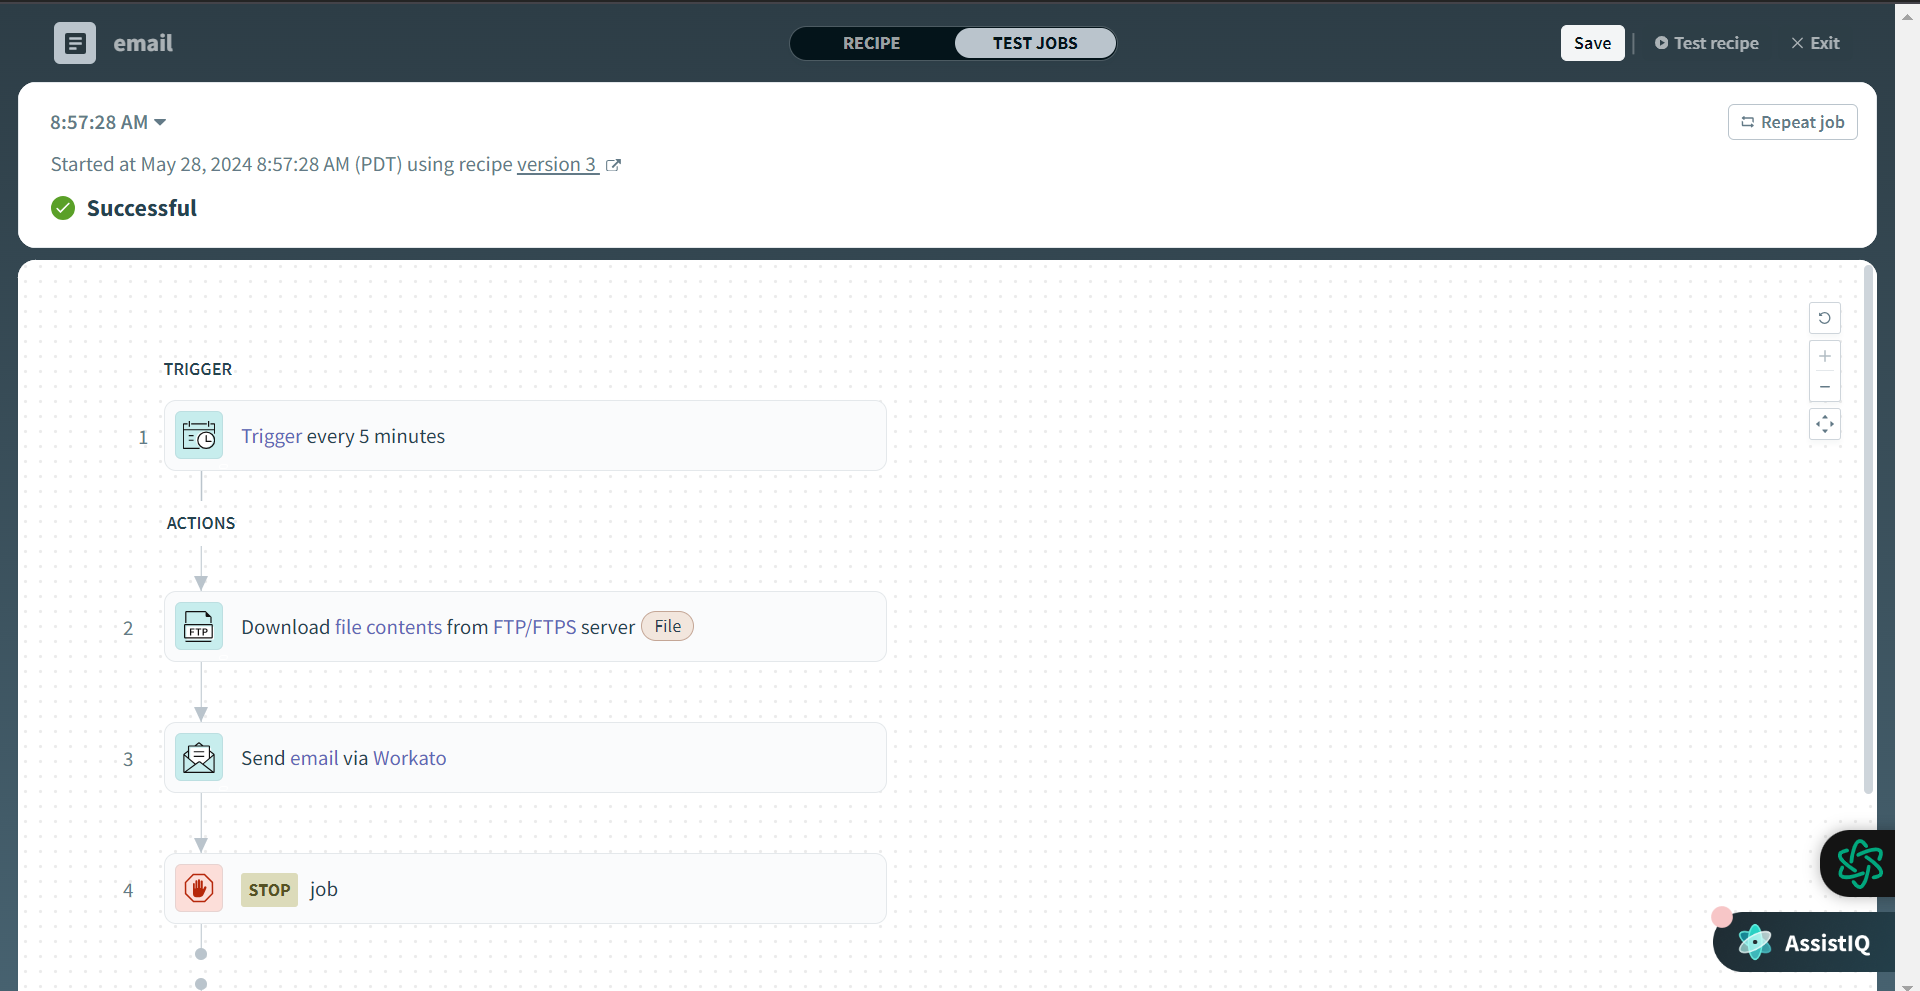 email
RECIPE
TEST JOBS
Save
Test recipe
Exit
8:57:28 AM
Repeat job
Started at May 28, 2024 8:57:28 AM (PDT) using recipe version 3
Successful
TRIGGER
1
Trigger every 5 minutes
ACTIONS
2
FTP
Download file contents from FTP/FTPS server File
3
Send email via Workato
4
STOP job
AssistIQ